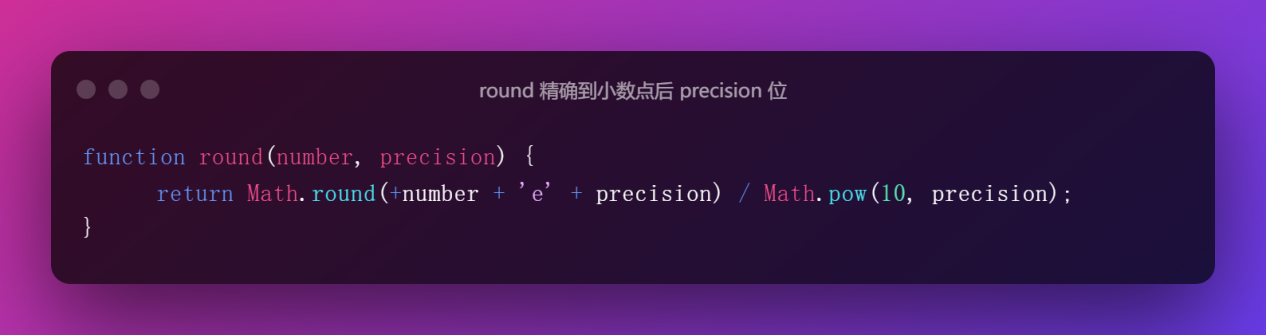 round 精确到小数点后 precision 位
function round(number, precision) {
return Math.round(+number + 'e' + precision) / Math.pow(10, precision);
}